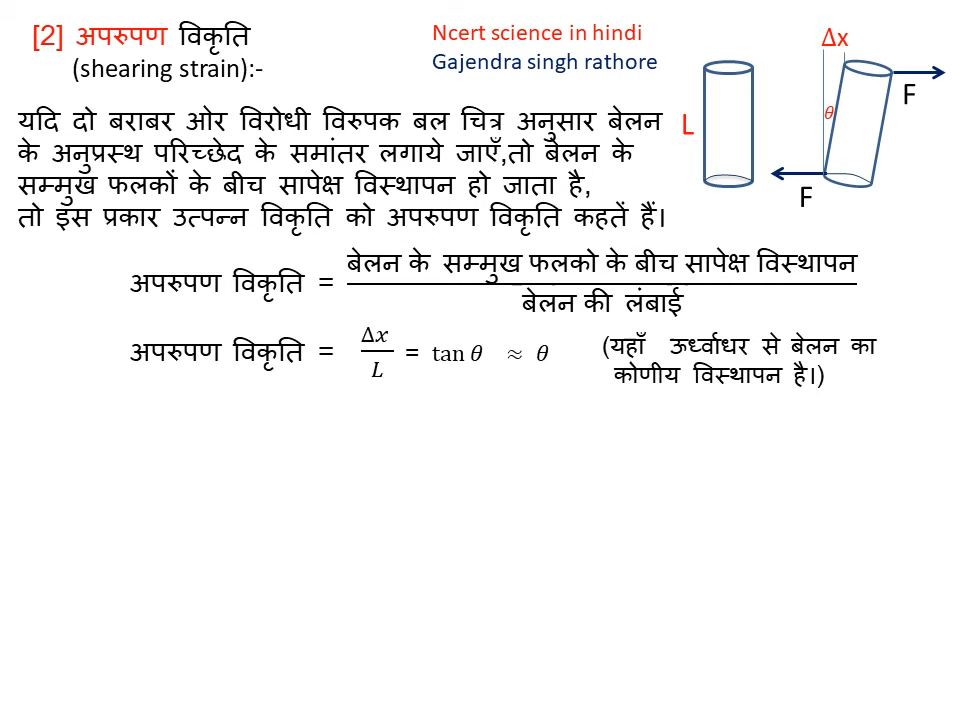 [2] अपरुपण विकृति
(shearing strain):-
Ncert science in hindi
Gajendra singh rathore
यदि दो बराबर ओर विरोधी विरुपक बल चित्र अनुसार बेलन
के अनुप्रस्थ परिच्छेद के समांतर लगाये जाएँ,तो बेलन के
सम्मुख फलकों के बीच सापेक्ष विस्थापन हो जाता है,
तो इस प्रकार उत्पन्न विकृति को अपरुपण विकृति कहतें हैं।
L
Δx
θ
F
F
अपरुपण विकृति = बेलन के सम्मुख फलको के बीच सापेक्ष विस्थापन
बेलन की लंबाई
अपरुपण विकृति = Δx/L = tan θ ≈ θ
(यहाँ ऊर्ध्वाधर से बेलन का
कोणीय विस्थापन है।)